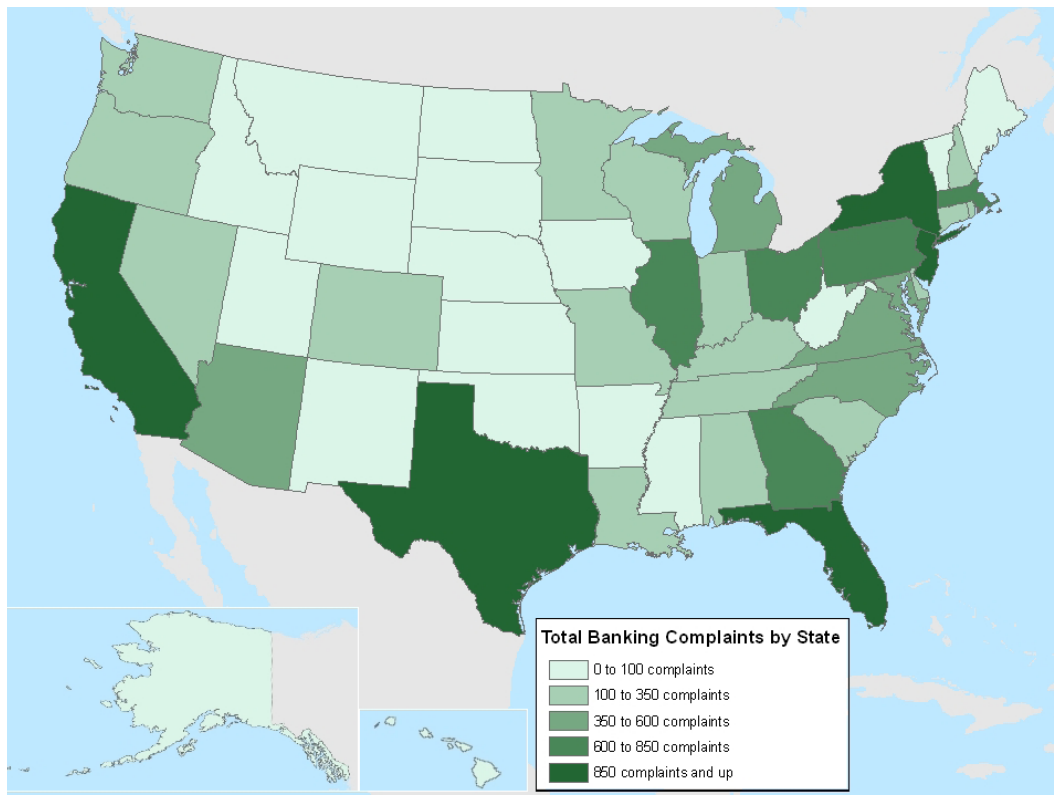 Total Banking Complaints by State
0 to 100 complaints
100 to 350 complaints
350 to 600 complaints
600 to 850 complaints
850 complaints and up